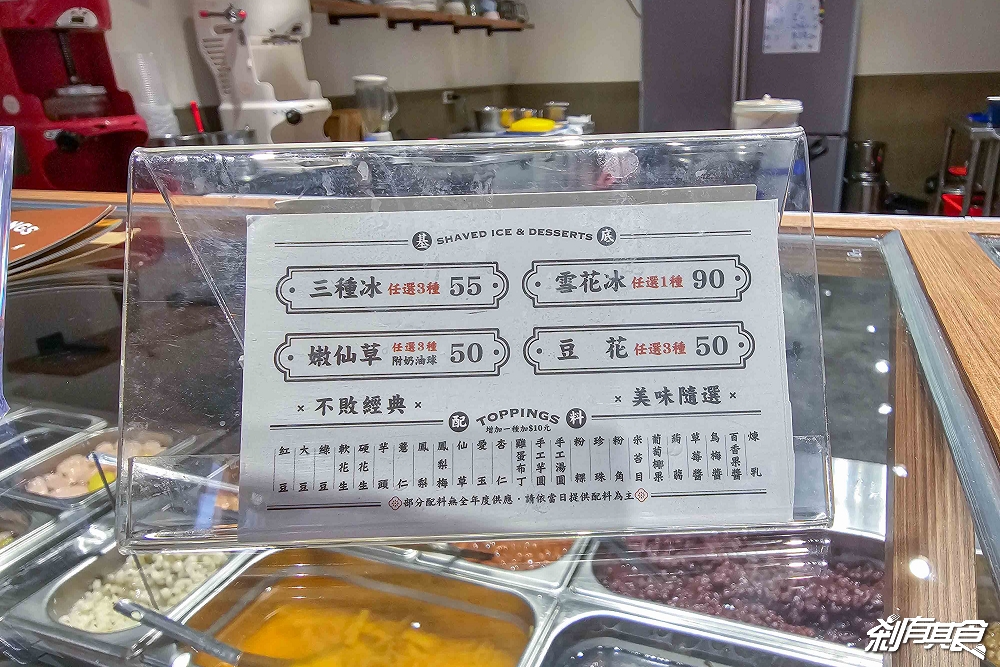 基 SHAVED ICE & DESSERTS 底
三種冰 任選3種 55
雪花冰 任選1種 90
嫩仙草 任選3種 附奶油球 50
豆花 任選3種 50
× 不敗經典 ×
× 美味隨選 ×
配 TOPPINGS 料
增加一種加$10元
紅豆
大豆
綠豆
軟花生
硬花生
芋頭
薏仁
鳳梨
鳳梨梅
仙草
愛玉
杏仁
雞蛋布丁
手工芋圓
手工湯圓
粉粿
珍珠
粉角
米苔目
葡萄椰果
蒟蒻
草莓醬
烏梅醬
百香果醬
煉乳
部分配料無全年度供應,請依當日提供配料為主
剎有其食